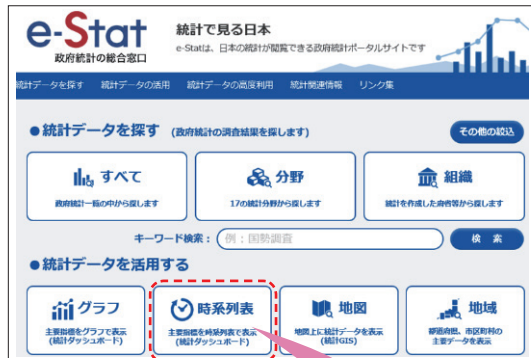 e-Stat
政府統計の総合窓口
統計で見る日本
e-Statは、日本の統計が閲覧できる政府統計ポータルサイトです
統計データを探す 統計データの活用 統計データの高度利用 統計関連情報 リンク集
●統計データを探す (政府統計の調査結果を探します) その他の絞込
すべて
政府統計一覧の中から探します
分野
17の統計分野から探します
組織
統計を作成した府省等から探します
キーワード検索: 例：国勢調査 検索
●統計データを活用する
グラフ
主要指標をグラフで表示
(統計ダッシュボード)
時系列表
主要指標を時系列表で表示
(統計ダッシュボード)
地図
地図上に統計データを表示
(統計GIS)
地域
都道府県、市区町村の
主要データを表示